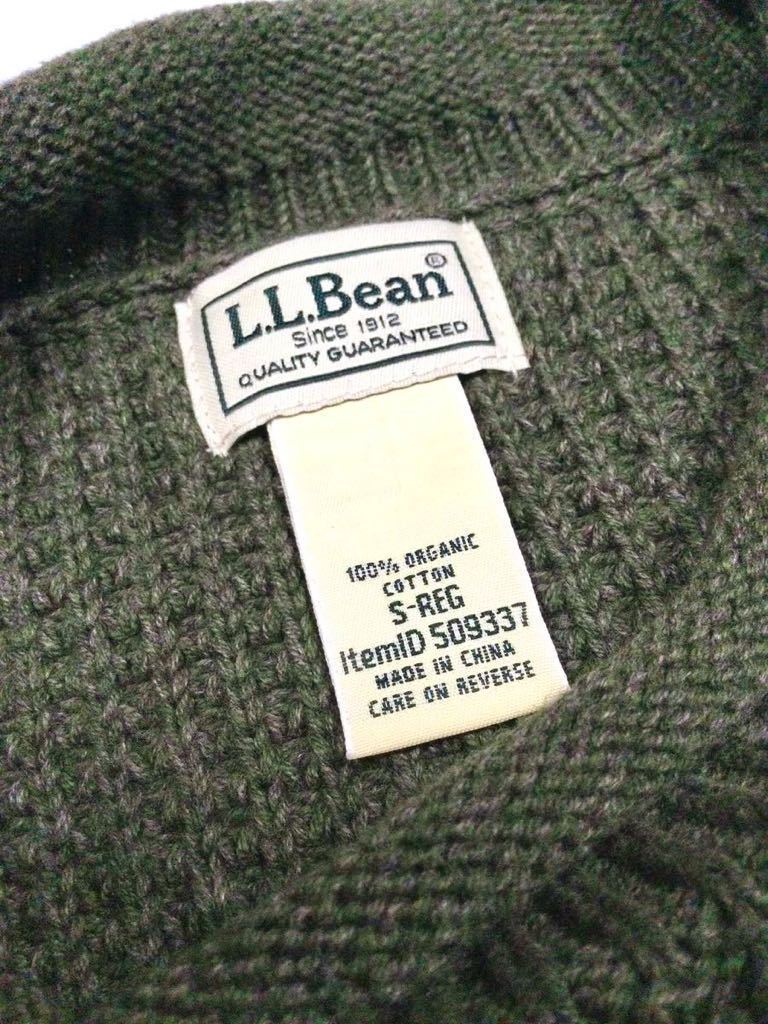 L.L.Bean®
Since 1912
QUALITY GUARANTEED
100% ORGANIC
COTTON
S-REG
ItemID 509337
MADE IN CHINA
CARE ON REVERSE